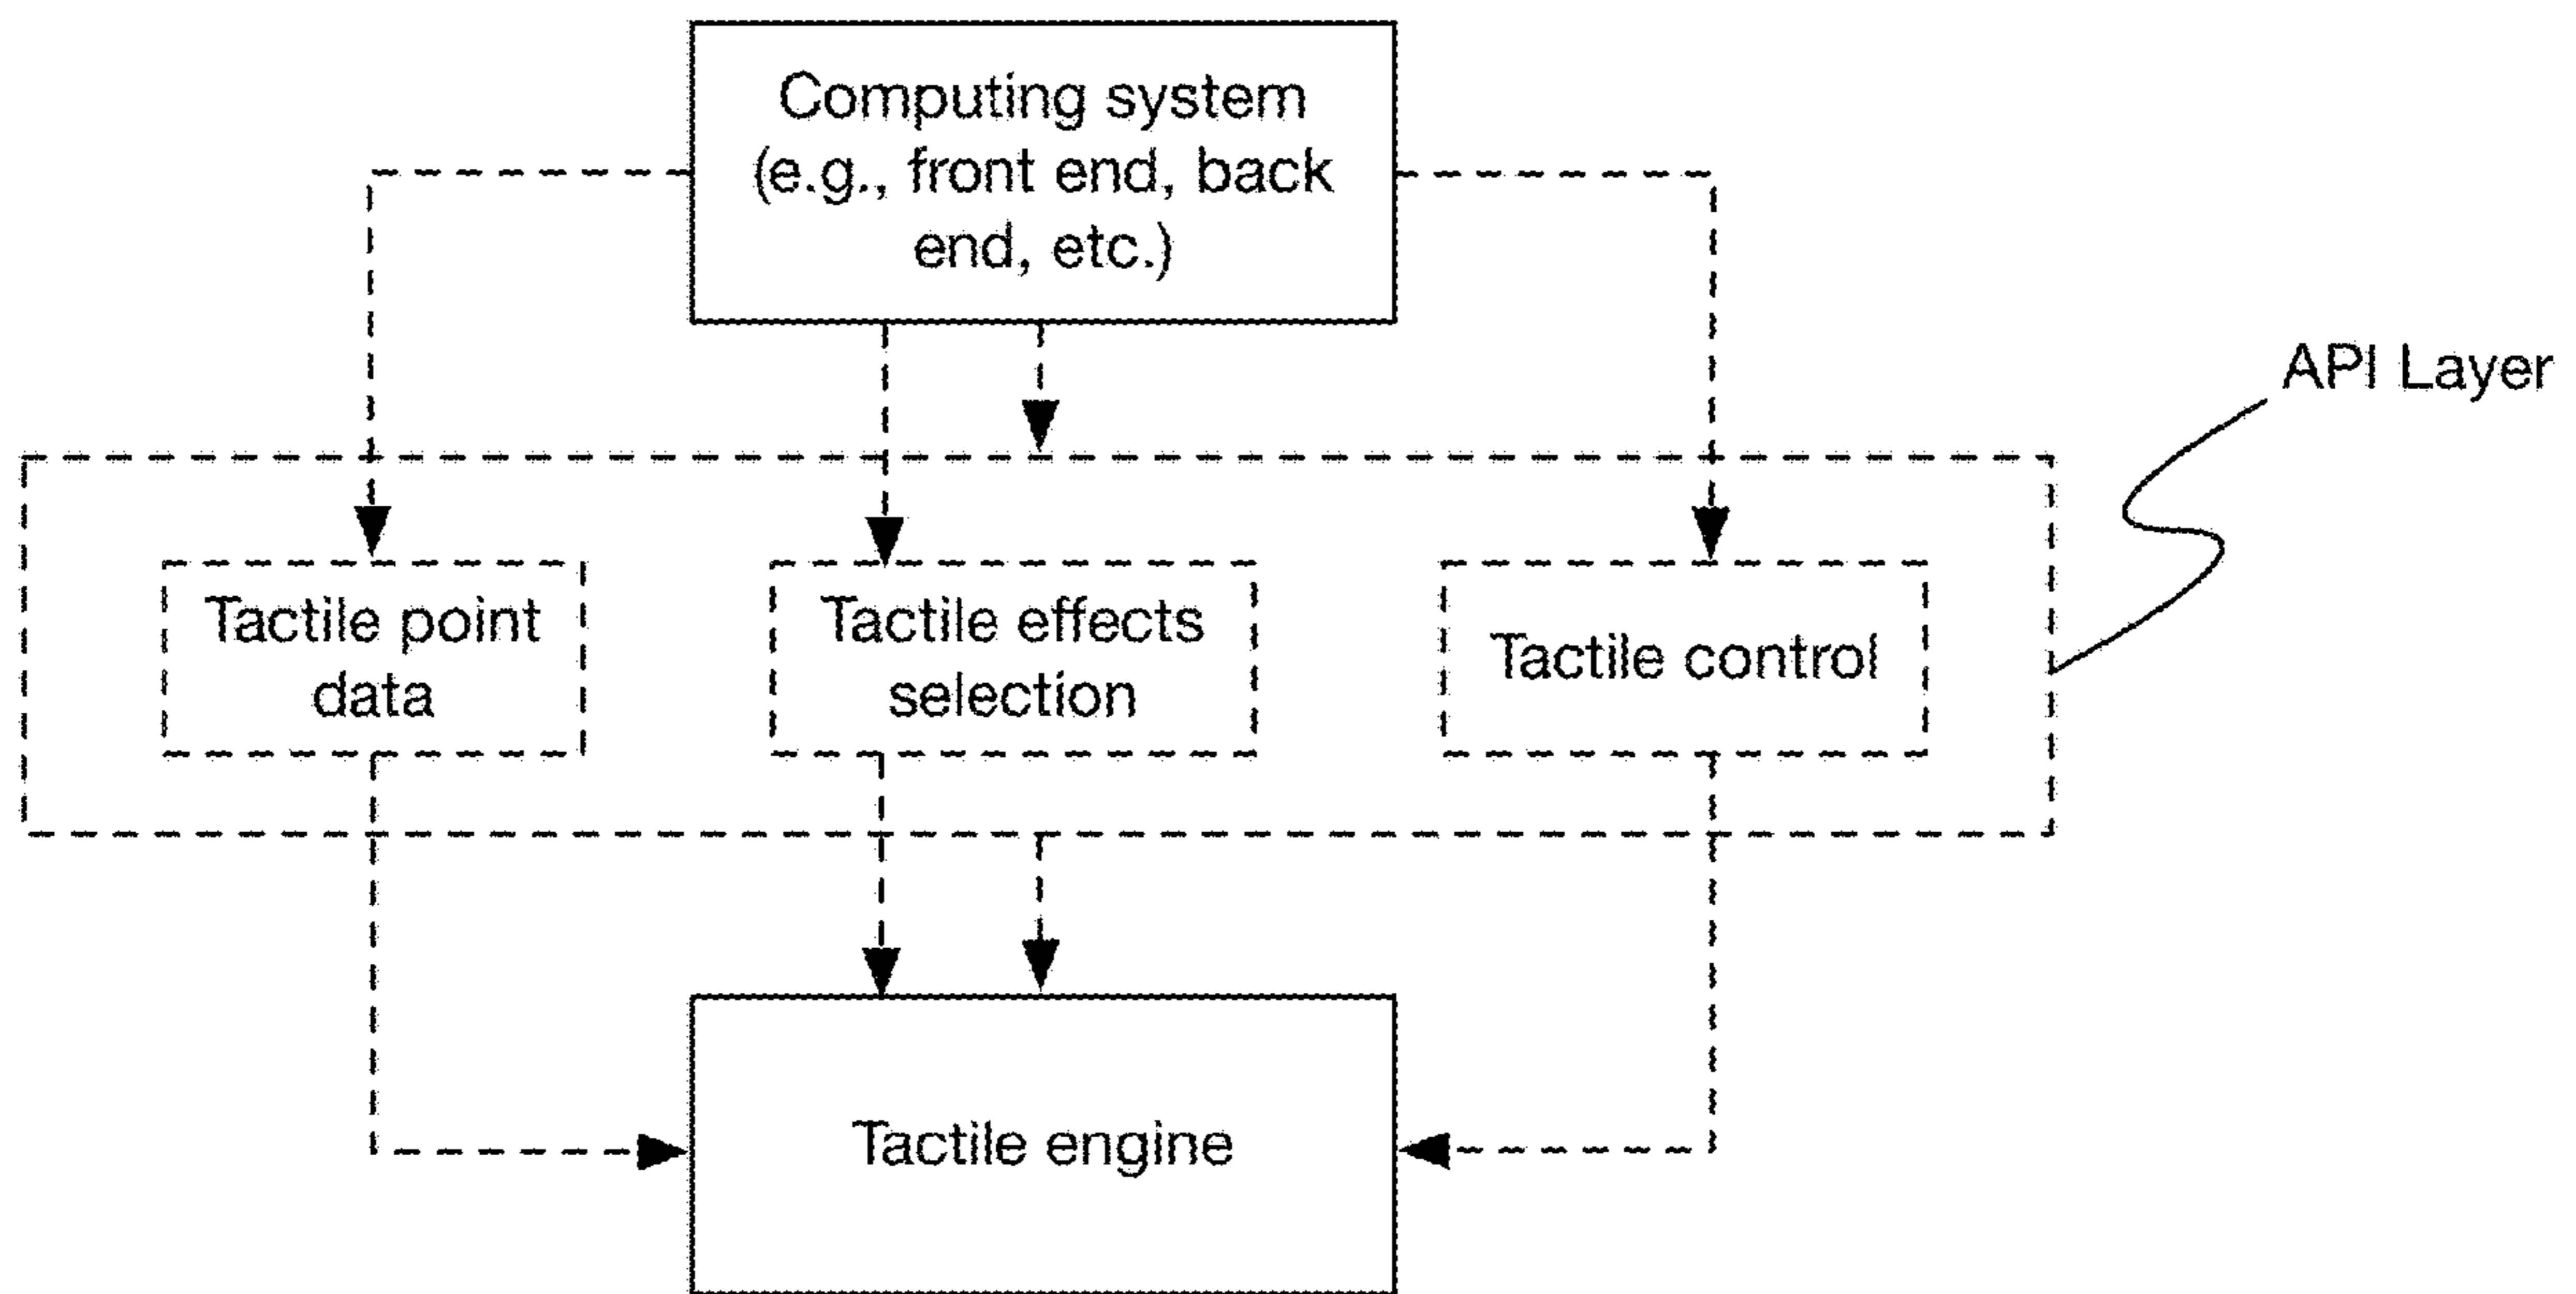 Computing system
(e.g., front end, back
end, etc.)
API Layer
Tactile point
data
Tactile effects
selection
Tactile control
Tactile engine